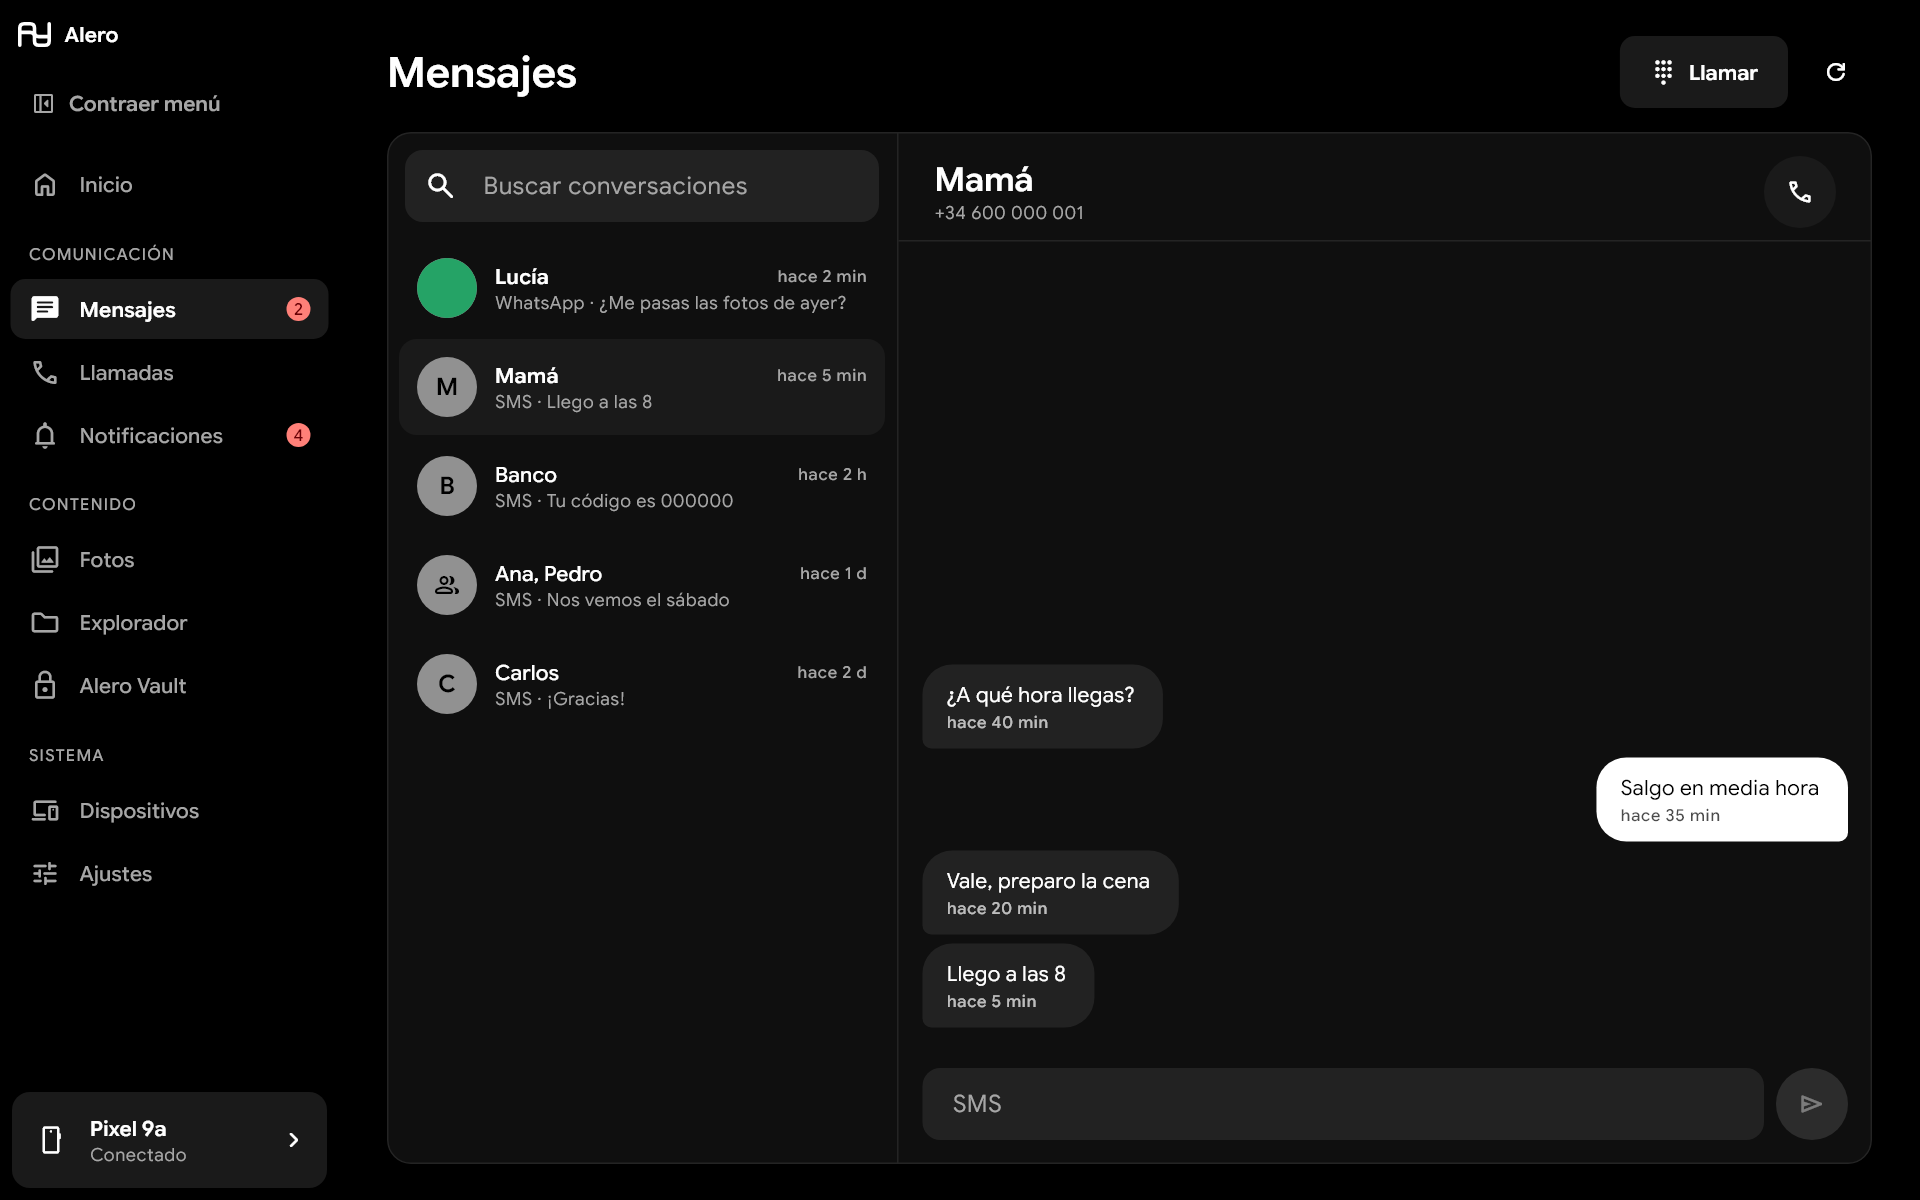 Alero
Contraer menú
Inicio
COMUNICACIÓN
Mensajes 2
Llamadas
Notificaciones 4
CONTENIDO
Fotos
Explorador
Alero Vault
SISTEMA
Dispositivos
Ajustes
Pixel 9a
Conectado
Mensajes
Llamar
Buscar conversaciones
Lucía hace 2 min
WhatsApp · ¿Me pasas las fotos de ayer?
M
Mamá hace 5 min
SMS · Llego a las 8
B
Banco hace 2 h
SMS · Tu código es 000000
Ana, Pedro hace 1 d
SMS · Nos vemos el sábado
C
Carlos hace 2 d
SMS · ¡Gracias!
Mamá
+34 600 000 001
¿A qué hora llegas?
hace 40 min
Salgo en media hora
hace 35 min
Vale, preparo la cena
hace 20 min
Llego a las 8
hace 5 min
SMS